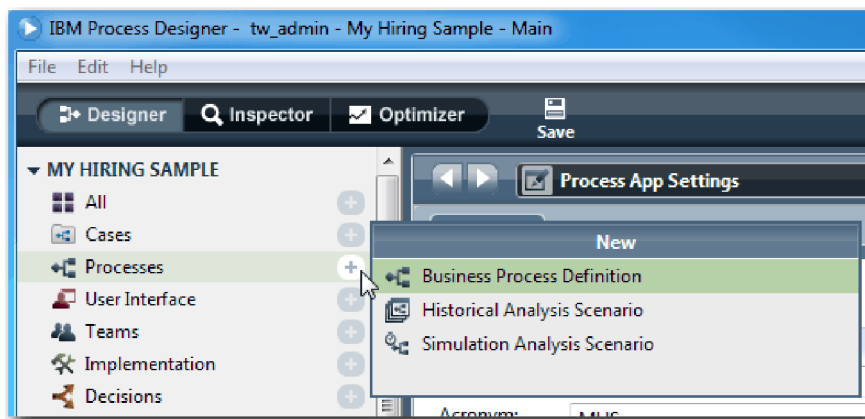 IBM Process Designer - tw_admin - My Hiring Sample - Main
File Edit Help
Designer Inspector Optimizer Save
MY HIRING SAMPLE
Process App Settings
All
Cases
New
Processes
Business Process Definition
User Interface
Historical Analysis Scenario
Teams
Simulation Analysis Scenario
Implementation
Decisions